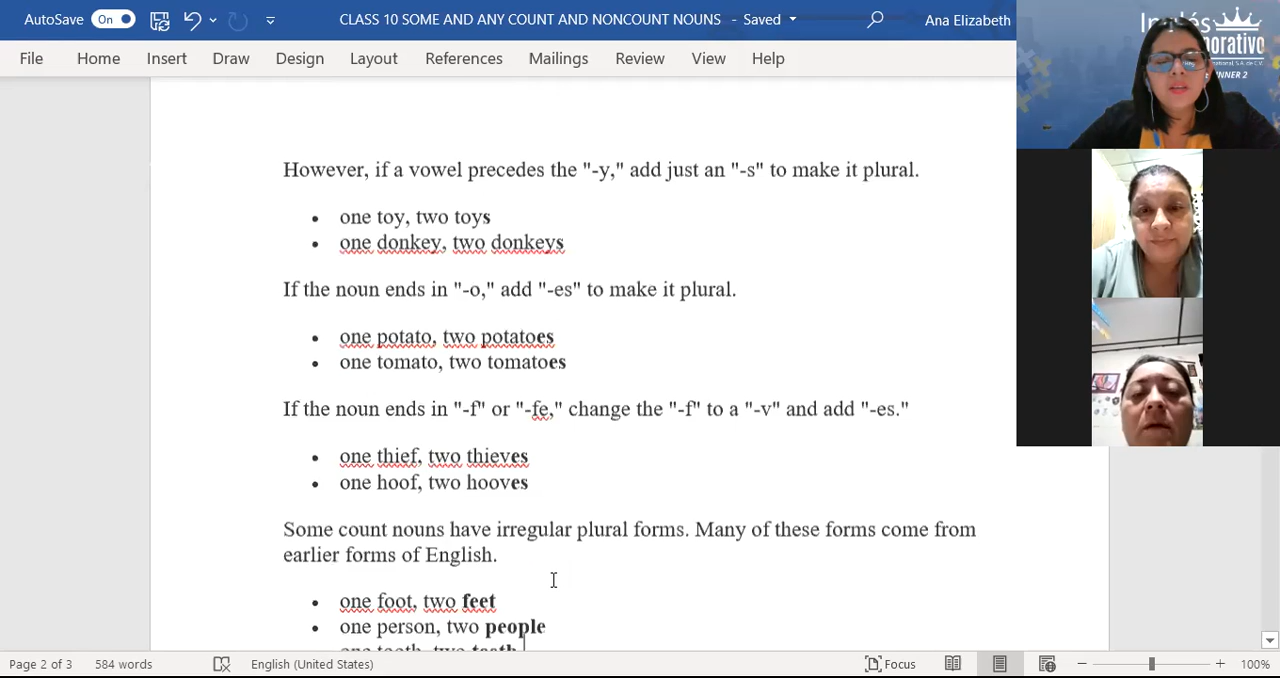 AutoSave On CLASS 10 SOME AND ANY COUNT AND NONCOUNT NOUNS - Saved Ana Elizabeth
File Home Insert Draw Design Layout References Mailings Review View Help
Inglés
However, if a vowel precedes the "-y," add just an "-s" to make it plural.
• one toy, two toys
• one donkey, two donkeys
If the noun ends in "-o," add "-es" to make it plural.
• one potato, two potatoes
• one tomato, two tomatoes
If the noun ends in "-f" or "-fe," change the "-f" to a "-v" and add "-es."
• one thief, two thieves
• one hoof, two hooves
Some count nouns have irregular plural forms. Many of these forms come from
earlier forms of English.
• one foot, two feet
• one person, two people
one tooth, two teeth
Page 2 of 3 584 words English (United States) Focus 100%